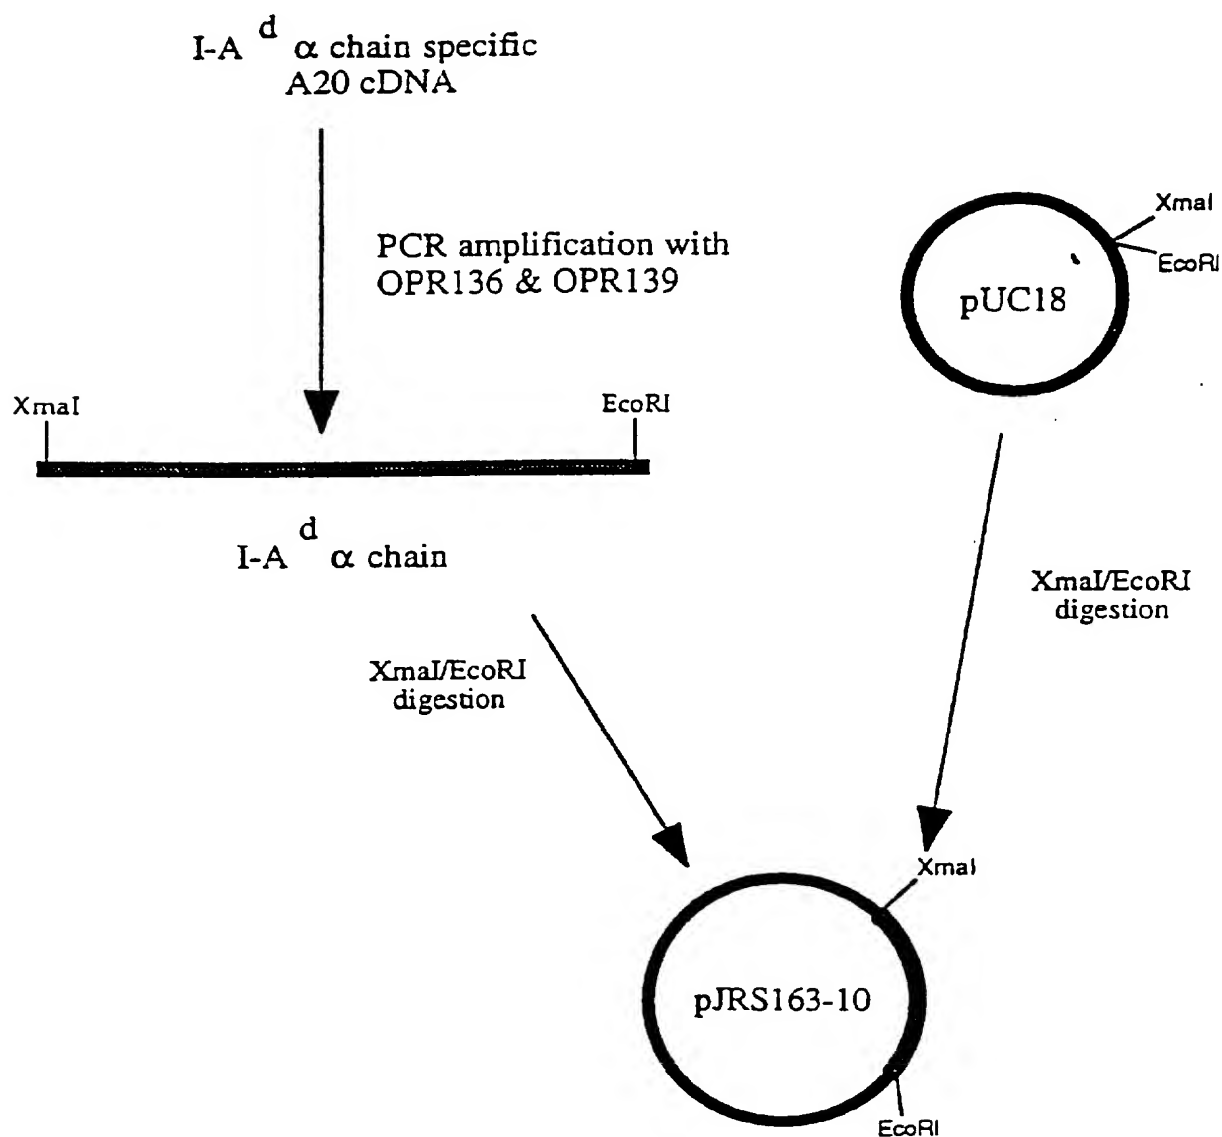 I-A d α chain specific
A20 cDNA
PCR amplification with
OPR136 & OPR139
XmaI
EcoRI
pUC18
XmaI
EcoRI
I-A d α chain
XmaI/EcoRI
digestion
XmaI/EcoRI
digestion
XmaI
pJRS163-10
EcoRI